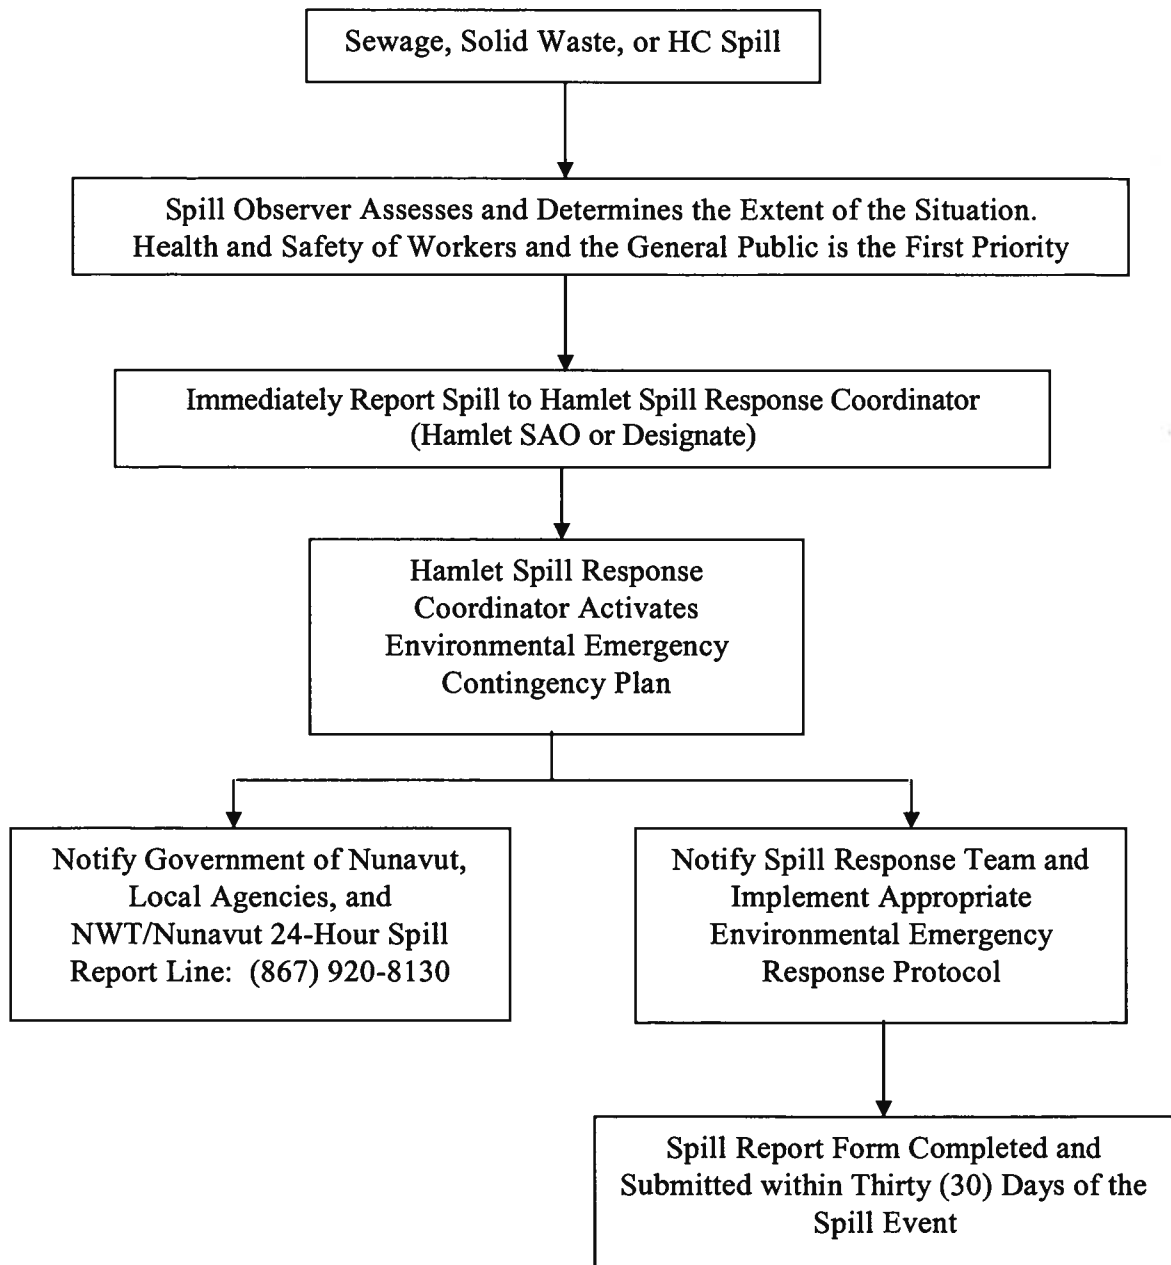 Sewage, Solid Waste, or HC Spill
Spill Observer Assesses and Determines the Extent of the Situation.
Health and Safety of Workers and the General Public is the First Priority
Immediately Report Spill to Hamlet Spill Response Coordinator
(Hamlet SAO or Designate)
Hamlet Spill Response
Coordinator Activates
Environmental Emergency
Contingency Plan
Notify Government of Nunavut,
Local Agencies, and
NWT/Nunavut 24-Hour Spill
Report Line: (867) 920-8130
Notify Spill Response Team and
Implement Appropriate
Environmental Emergency
Response Protocol
Spill Report Form Completed and
Submitted within Thirty (30) Days of the
Spill Event